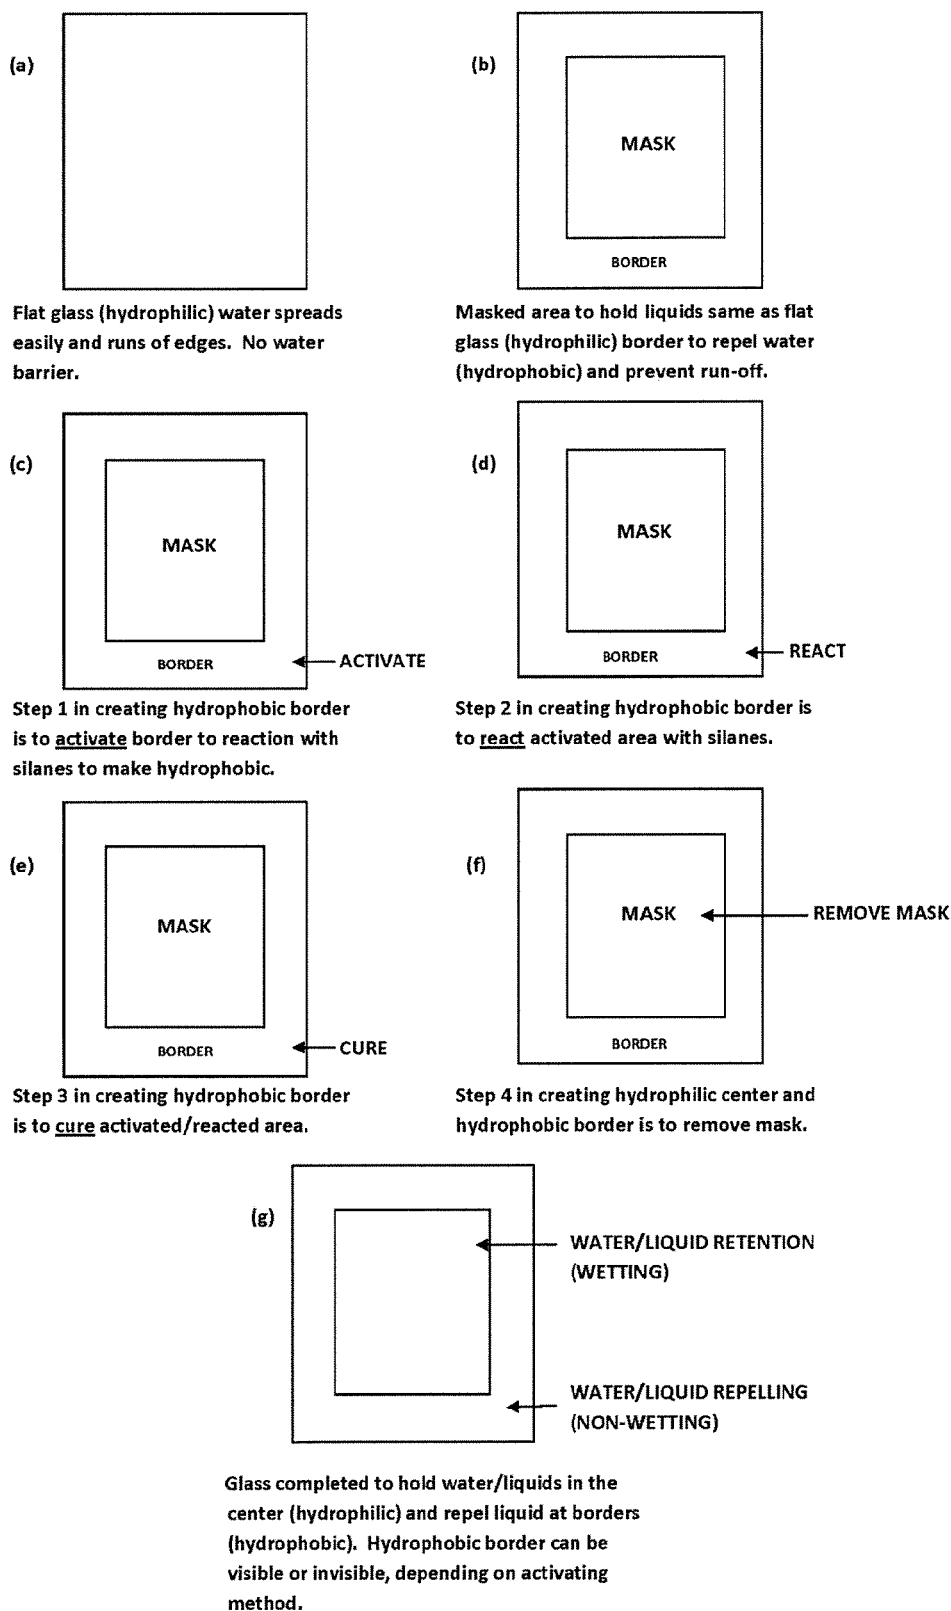 (a)
Flat glass (hydrophilic) water spreads
easily and runs of edges. No water
barrier.
(b)
MASK
BORDER
Masked area to hold liquids same as flat
glass (hydrophilic) border to repel water
(hydrophobic) and prevent run-off.
(c)
MASK
BORDER
ACTIVATE
Step 1 in creating hydrophobic border
is to activate border to reaction with
silanes to make hydrophobic.
(d)
MASK
BORDER
REACT
Step 2 in creating hydrophobic border is
to react activated area with silanes.
(e)
MASK
BORDER
CURE
Step 3 in creating hydrophobic border
is to cure activated/reacted area.
(f)
MASK
REMOVE MASK
BORDER
Step 4 in creating hydrophilic center and
hydrophobic border is to remove mask.
(g)
WATER/LIQUID RETENTION
(WETTING)
WATER/LIQUID REPELLING
(NON-WETTING)
Glass completed to hold water/liquids in the
center (hydrophilic) and repel liquid at borders
(hydrophobic). Hydrophobic border can be
visible or invisible, depending on activating
method.